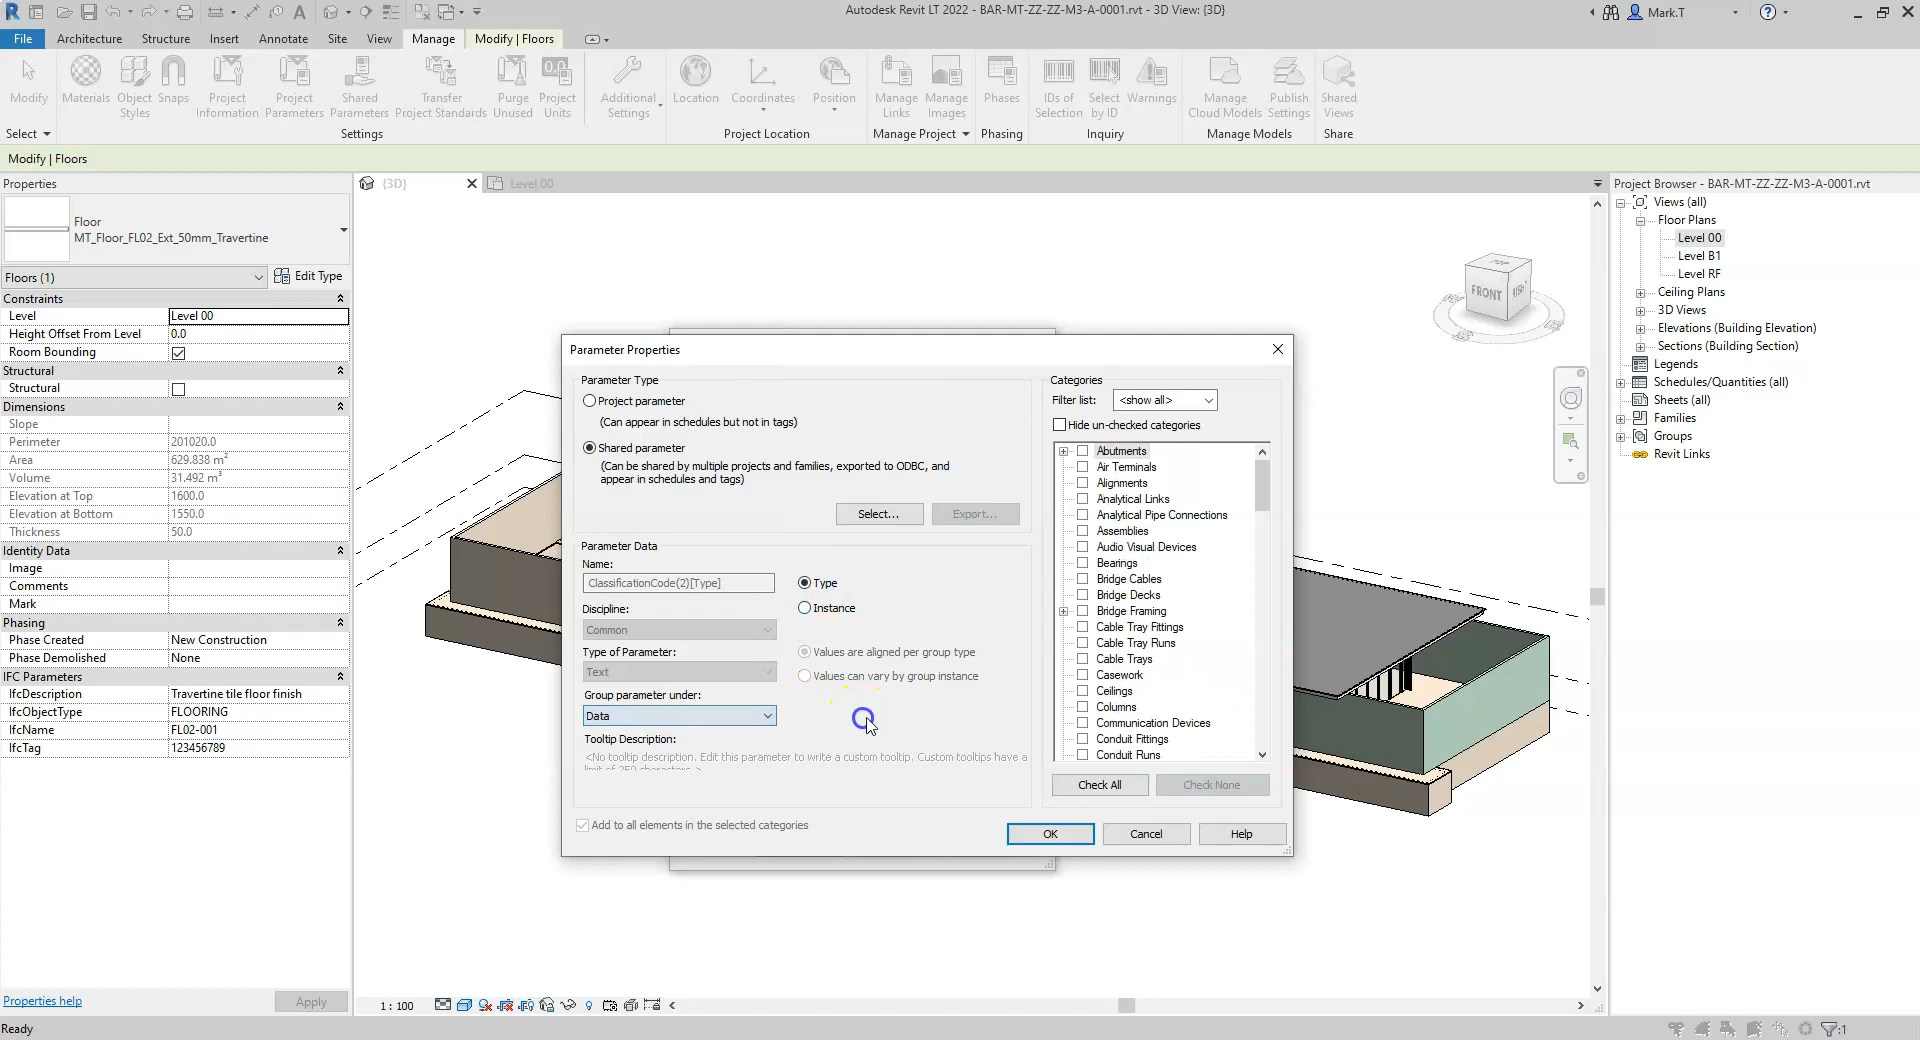 Autodesk Revit LT 2022 - BAR-MT-ZZ-ZZ-M3-A-0001.rvt - 3D View: {3D}
Mark.T
File Architecture Structure Insert Annotate Site View Manage Modify | Floors
Modify
Materials
Object Styles
Snaps
Project Information
Project Parameters
Shared Parameters
Transfer Project Standards
Purge Unused
Project Units
Additional Settings
Location
Coordinates
Position
Manage Links
Manage Images
Phases
IDs of Selection
Select by ID
Warnings
Manage Cloud Models
Publish Settings
Shared Views
Select Settings Project Location Manage Project Phasing Inquiry Manage Models Share
Modify | Floors
Properties
Floor
MT_Floor_FL02_Ext_50mm_Travertine
Floors (1) Edit Type
Constraints
Level Level 00
Height Offset From Level 0.0
Room Bounding
Structural
Structural
Dimensions
Slope
Perimeter 201020.0
Area 629.838 m²
Volume 31.492 m³
Elevation at Top 1600.0
Elevation at Bottom 1550.0
Thickness 50.0
Identity Data
Image
Comments
Mark
Phasing
Phase Created New Construction
Phase Demolished None
IFC Parameters
IfcDescription Travertine tile floor finish
IfcObjectType FLOORING
IfcName FL02-001
IfcTag 123456789
Properties help Apply
{3D} Level 00
FRONT
Parameter Properties
Parameter Type
Project parameter
(Can appear in schedules but not in tags)
Shared parameter
(Can be shared by multiple projects and families, exported to ODBC, and
appear in schedules and tags)
Select... Export...
Parameter Data
Name:
ClassificationCode(2)[Type]
Discipline:
Common
Type of Parameter:
Text
Group parameter under:
Data
Type
Instance
Values are aligned per group type
Values can vary by group instance
Tooltip Description:
<No tooltip description. Edit this parameter to write a custom tooltip. Custom tooltips have a
Add to all elements in the selected categories
Categories
Filter list: <show all>
Hide un-checked categories
Abutments
Air Terminals
Alignments
Analytical Links
Analytical Pipe Connections
Assemblies
Audio Visual Devices
Bearings
Bridge Cables
Bridge Decks
Bridge Framing
Cable Tray Fittings
Cable Tray Runs
Cable Trays
Casework
Ceilings
Columns
Communication Devices
Conduit Fittings
Conduit Runs
Check All Check None
OK Cancel Help
Project Browser - BAR-MT-ZZ-ZZ-M3-A-0001.rvt
Views (all)
Floor Plans
Level 00
Level B1
Level RF
Ceiling Plans
3D Views
Elevations (Building Elevation)
Sections (Building Section)
Legends
Schedules/Quantities (all)
Sheets (all)
Families
Groups
Revit Links
1 : 100
Ready
:1